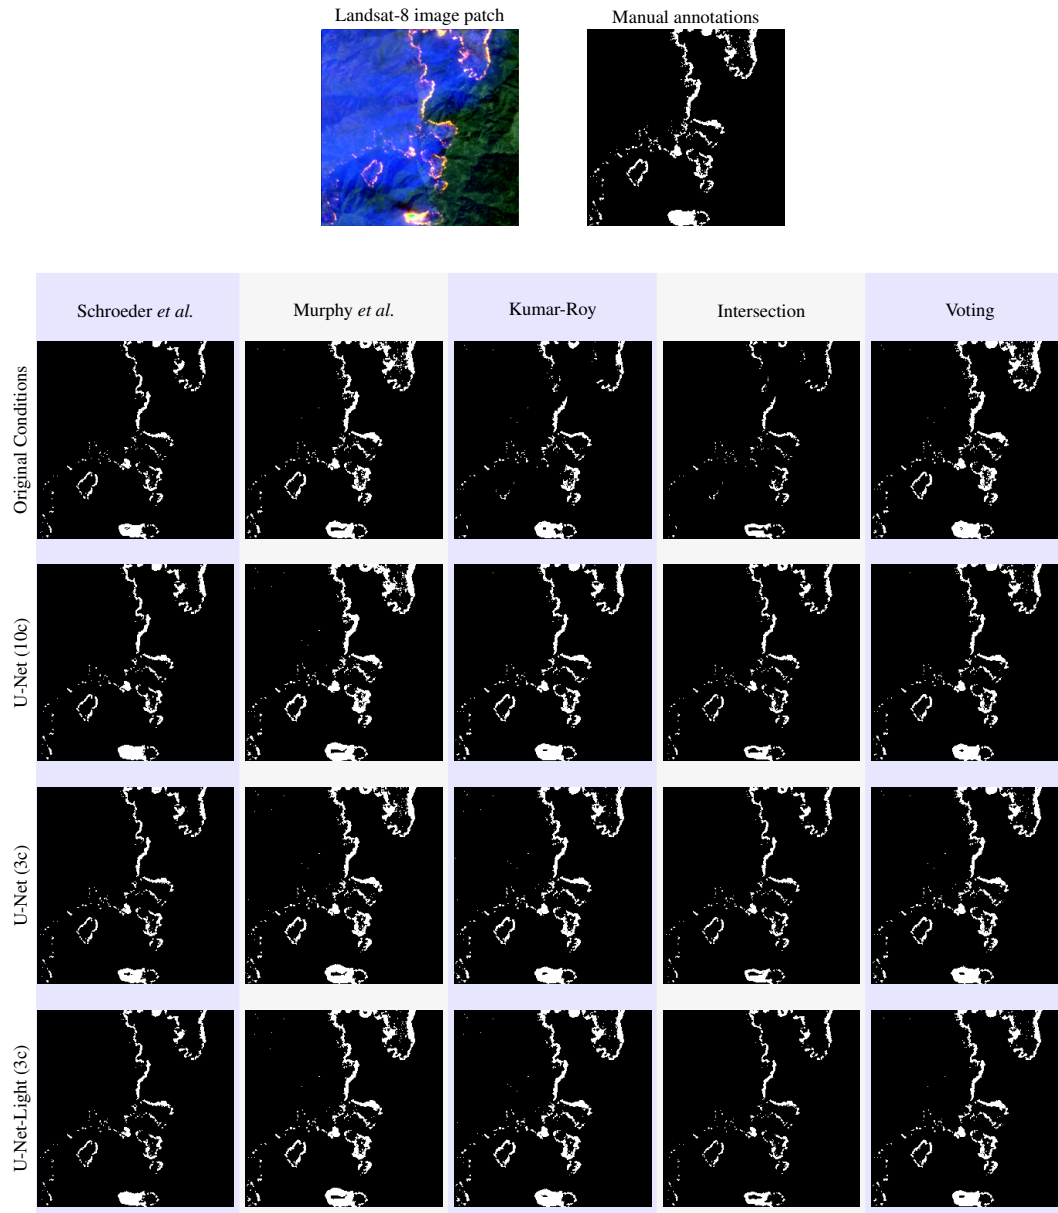 Landsat-8 image patch
Manual annotations
Schroeder et al.
Murphy et al.
Kumar-Roy
Intersection
Voting
Original Conditions
U-Net (10c)
U-Net (3c)
U-Net-Light (3c)